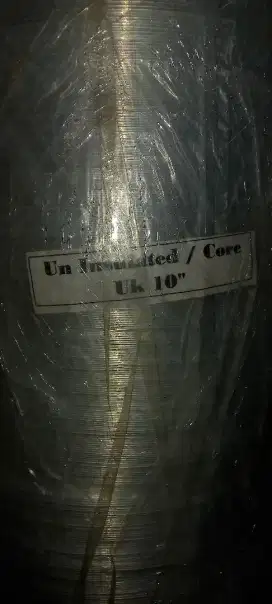 Un Insulated / Core
Uk 10"